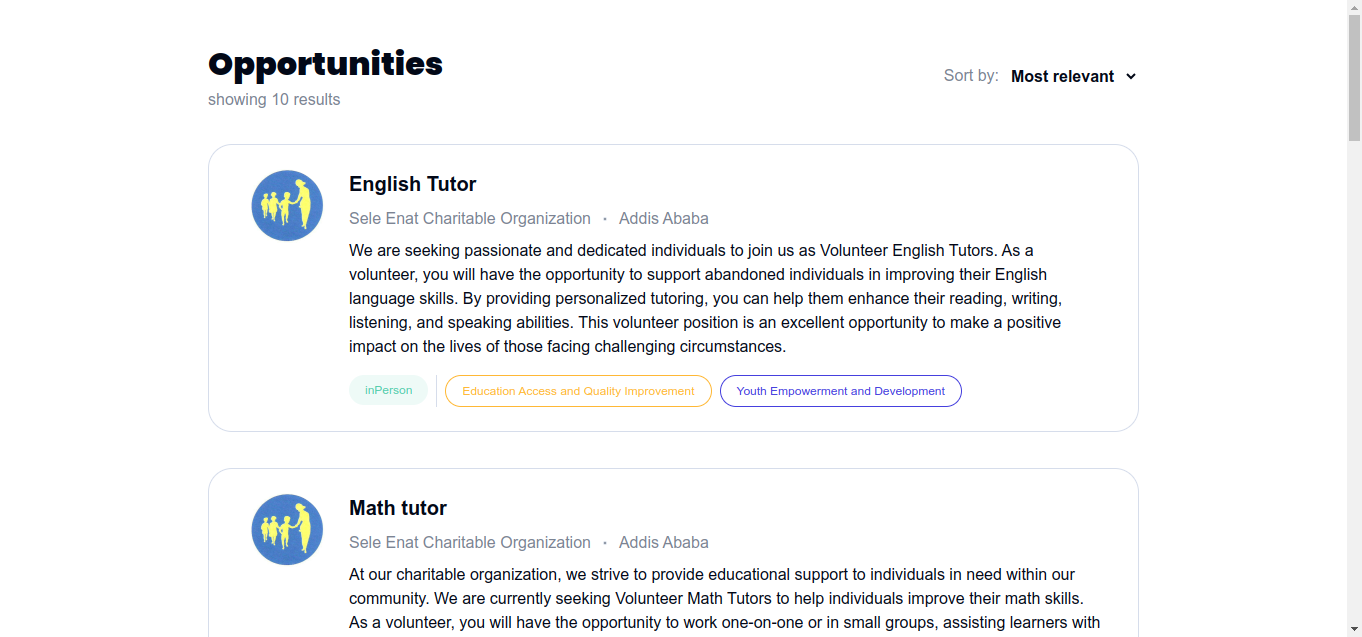 Opportunities
showing 10 results
Sort by: Most relevant
English Tutor
Sele Enat Charitable Organization • Addis Ababa
We are seeking passionate and dedicated individuals to join us as Volunteer English Tutors. As a
volunteer, you will have the opportunity to support abandoned individuals in improving their English
language skills. By providing personalized tutoring, you can help them enhance their reading, writing,
listening, and speaking abilities. This volunteer position is an excellent opportunity to make a positive
impact on the lives of those facing challenging circumstances.
inPerson
Education Access and Quality Improvement
Youth Empowerment and Development
Math tutor
Sele Enat Charitable Organization • Addis Ababa
At our charitable organization, we strive to provide educational support to individuals in need within our
community. We are currently seeking Volunteer Math Tutors to help individuals improve their math skills.
As a volunteer, you will have the opportunity to work one-on-one or in small groups, assisting learners with